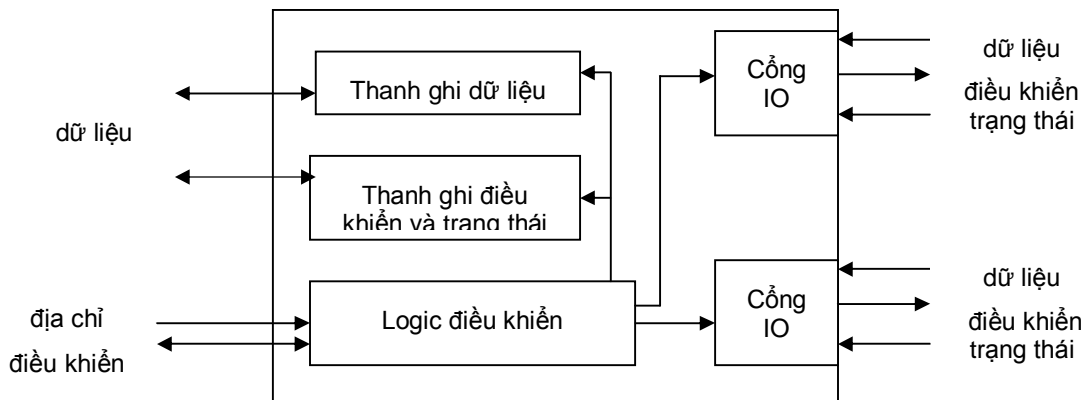 dữ liệu
Thanh ghi dữ liệu
Thanh ghi điều
khiển và trạng thái
địa chỉ
điều khiển
Logic điều khiển
Cổng
IO
dữ liệu
điều khiển
trạng thái
Cổng
IO
dữ liệu
điều khiển
trạng thái